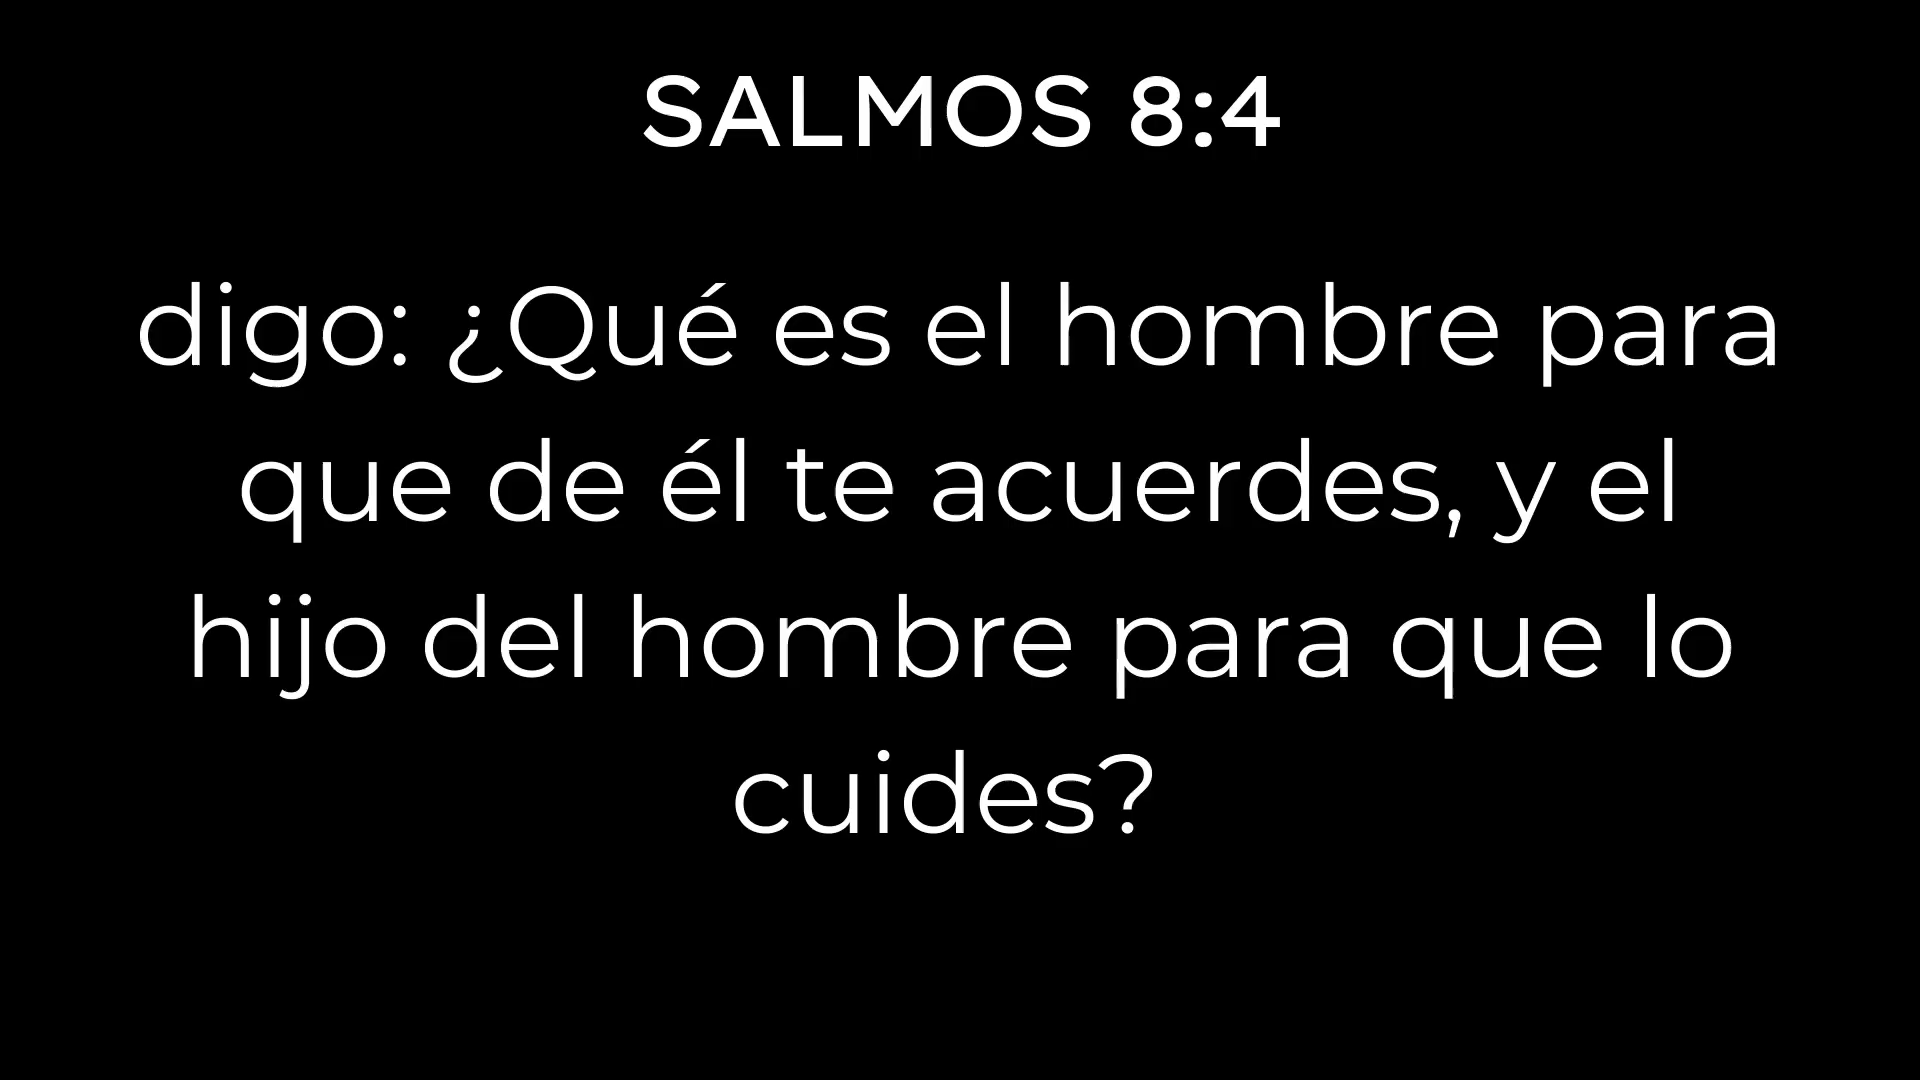 SALMOS 8:4
digo: ¿Qué es el hombre para
que de él te acuerdes, y el
hijo del hombre para que lo
cuides?